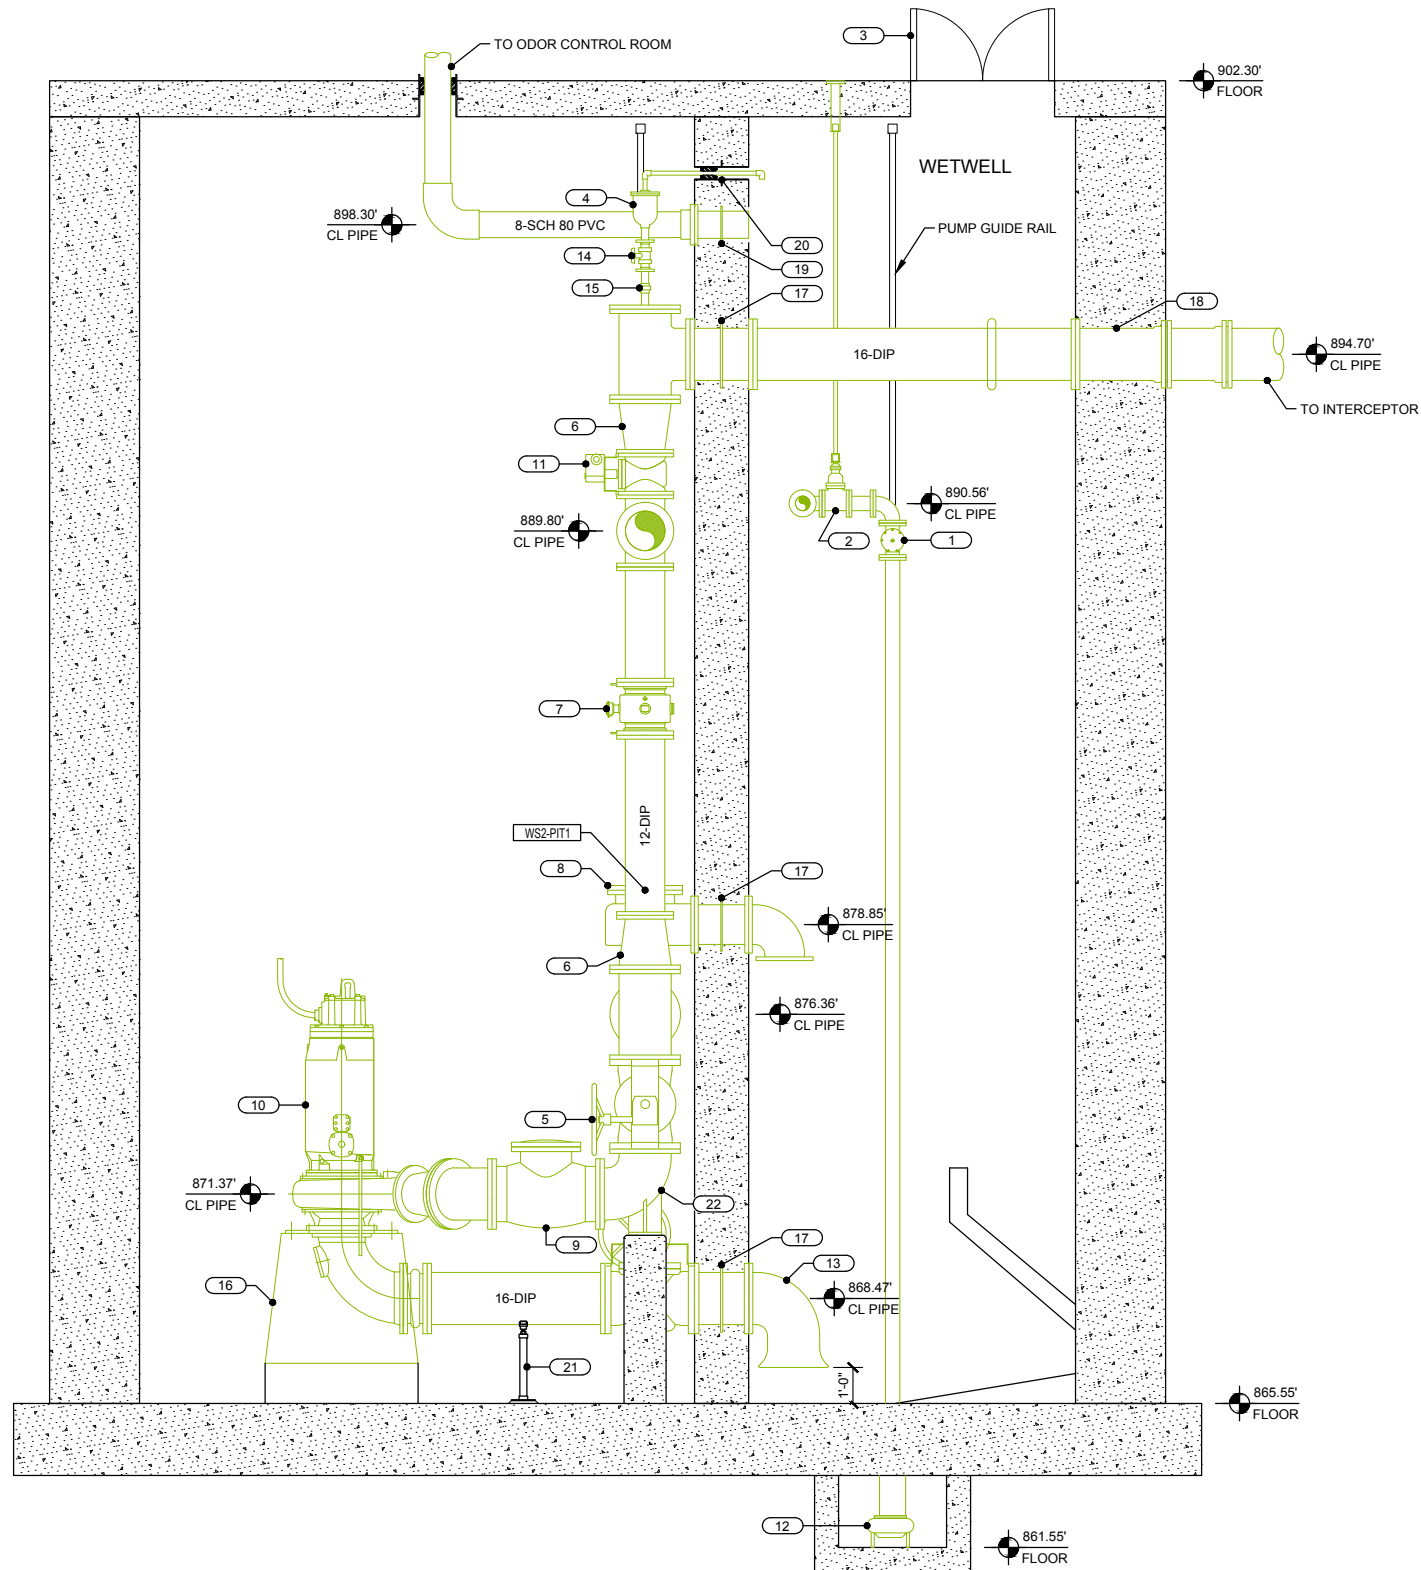 3
TO ODOR CONTROL ROOM
902.30'
FLOOR
WETWELL
4
898.30'
CL PIPE
8-SCH 80 PVC
PUMP GUIDE RAIL
20
14
19
15
17
18
16-DIP
894.70'
CL PIPE
TO INTERCEPTOR
6
11
890.56'
CL PIPE
889.80'
CL PIPE
2
1
7
12-DIP
WS2-PIT1
8
17
878.85'
CL PIPE
6
876.36'
CL PIPE
10
5
871.37'
CL PIPE
22
9
17
13
16
16-DIP
868.47'
CL PIPE
21
1'-0"
865.55'
FLOOR
12
861.55'
FLOOR